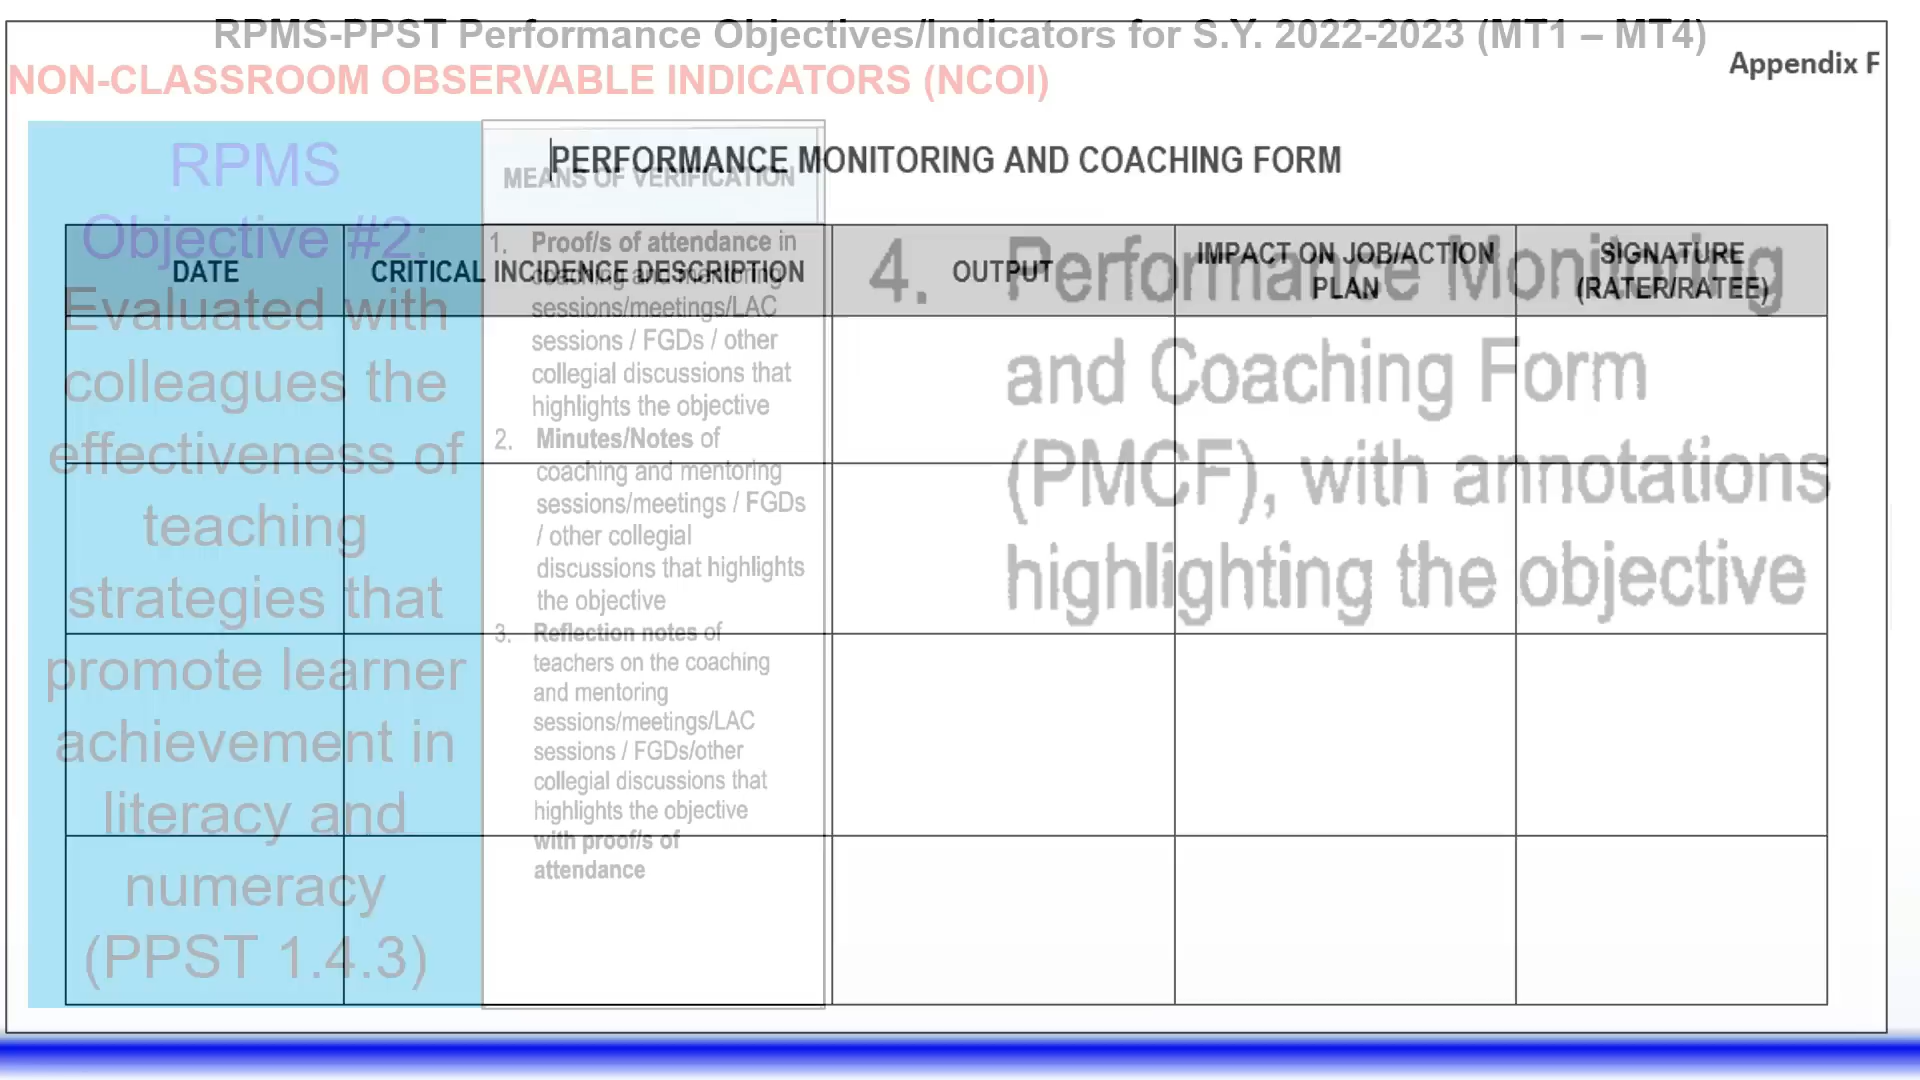 RPMS-PPST Performance Objectives/Indicators for S.Y. 2022-2023 (MT1 – MT4)
NON-CLASSROOM OBSERVABLE INDICATORS (NCOI)
Appendix F
PERFORMANCE MONITORING AND COACHING FORM
DATE
CRITICAL INCIDENCE DESCRIPTION
OUTPUT
IMPACT ON JOB/ACTION
PLAN
SIGNATURE
(RATER/RATEE)
RPMS
Objective #2:
Evaluated with
colleagues the
effectiveness of
teaching
strategies that
promote learner
achievement in
literacy and
numeracy
(PPST 1.4.3)
MEANS OF VERIFICATION
1. Proof/s of attendance in
coaching and mentoring
sessions/meetings/LAC
sessions / FGDs / other
collegial discussions that
highlights the objective
2. Minutes/Notes of
coaching and mentoring
sessions/meetings / FGDs
/ other collegial
discussions that highlights
the objective
3. Reflection notes of
teachers on the coaching
and mentoring
sessions/meetings/LAC
sessions / FGDs/other
collegial discussions that
highlights the objective
with proof/s of
attendance
4. Performance Monitoring
and Coaching Form
(PMCF), with annotations
highlighting the objective